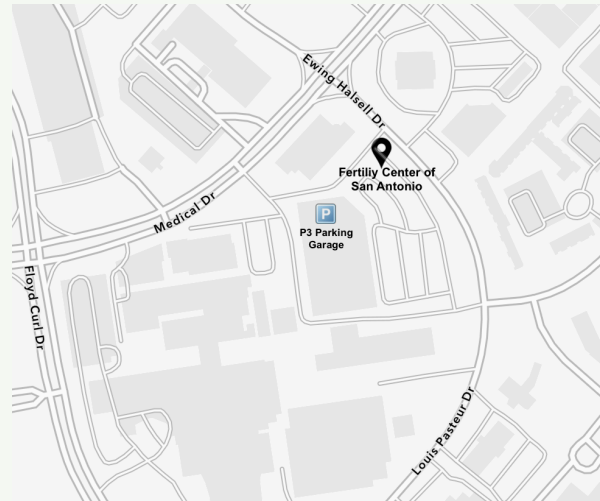 Ewing Halsell Dr
Fertiliy Center of
San Antonio
Medical Dr
P
P3 Parking
Garage
Floyd Curl Dr
Louis Pasteur Dr